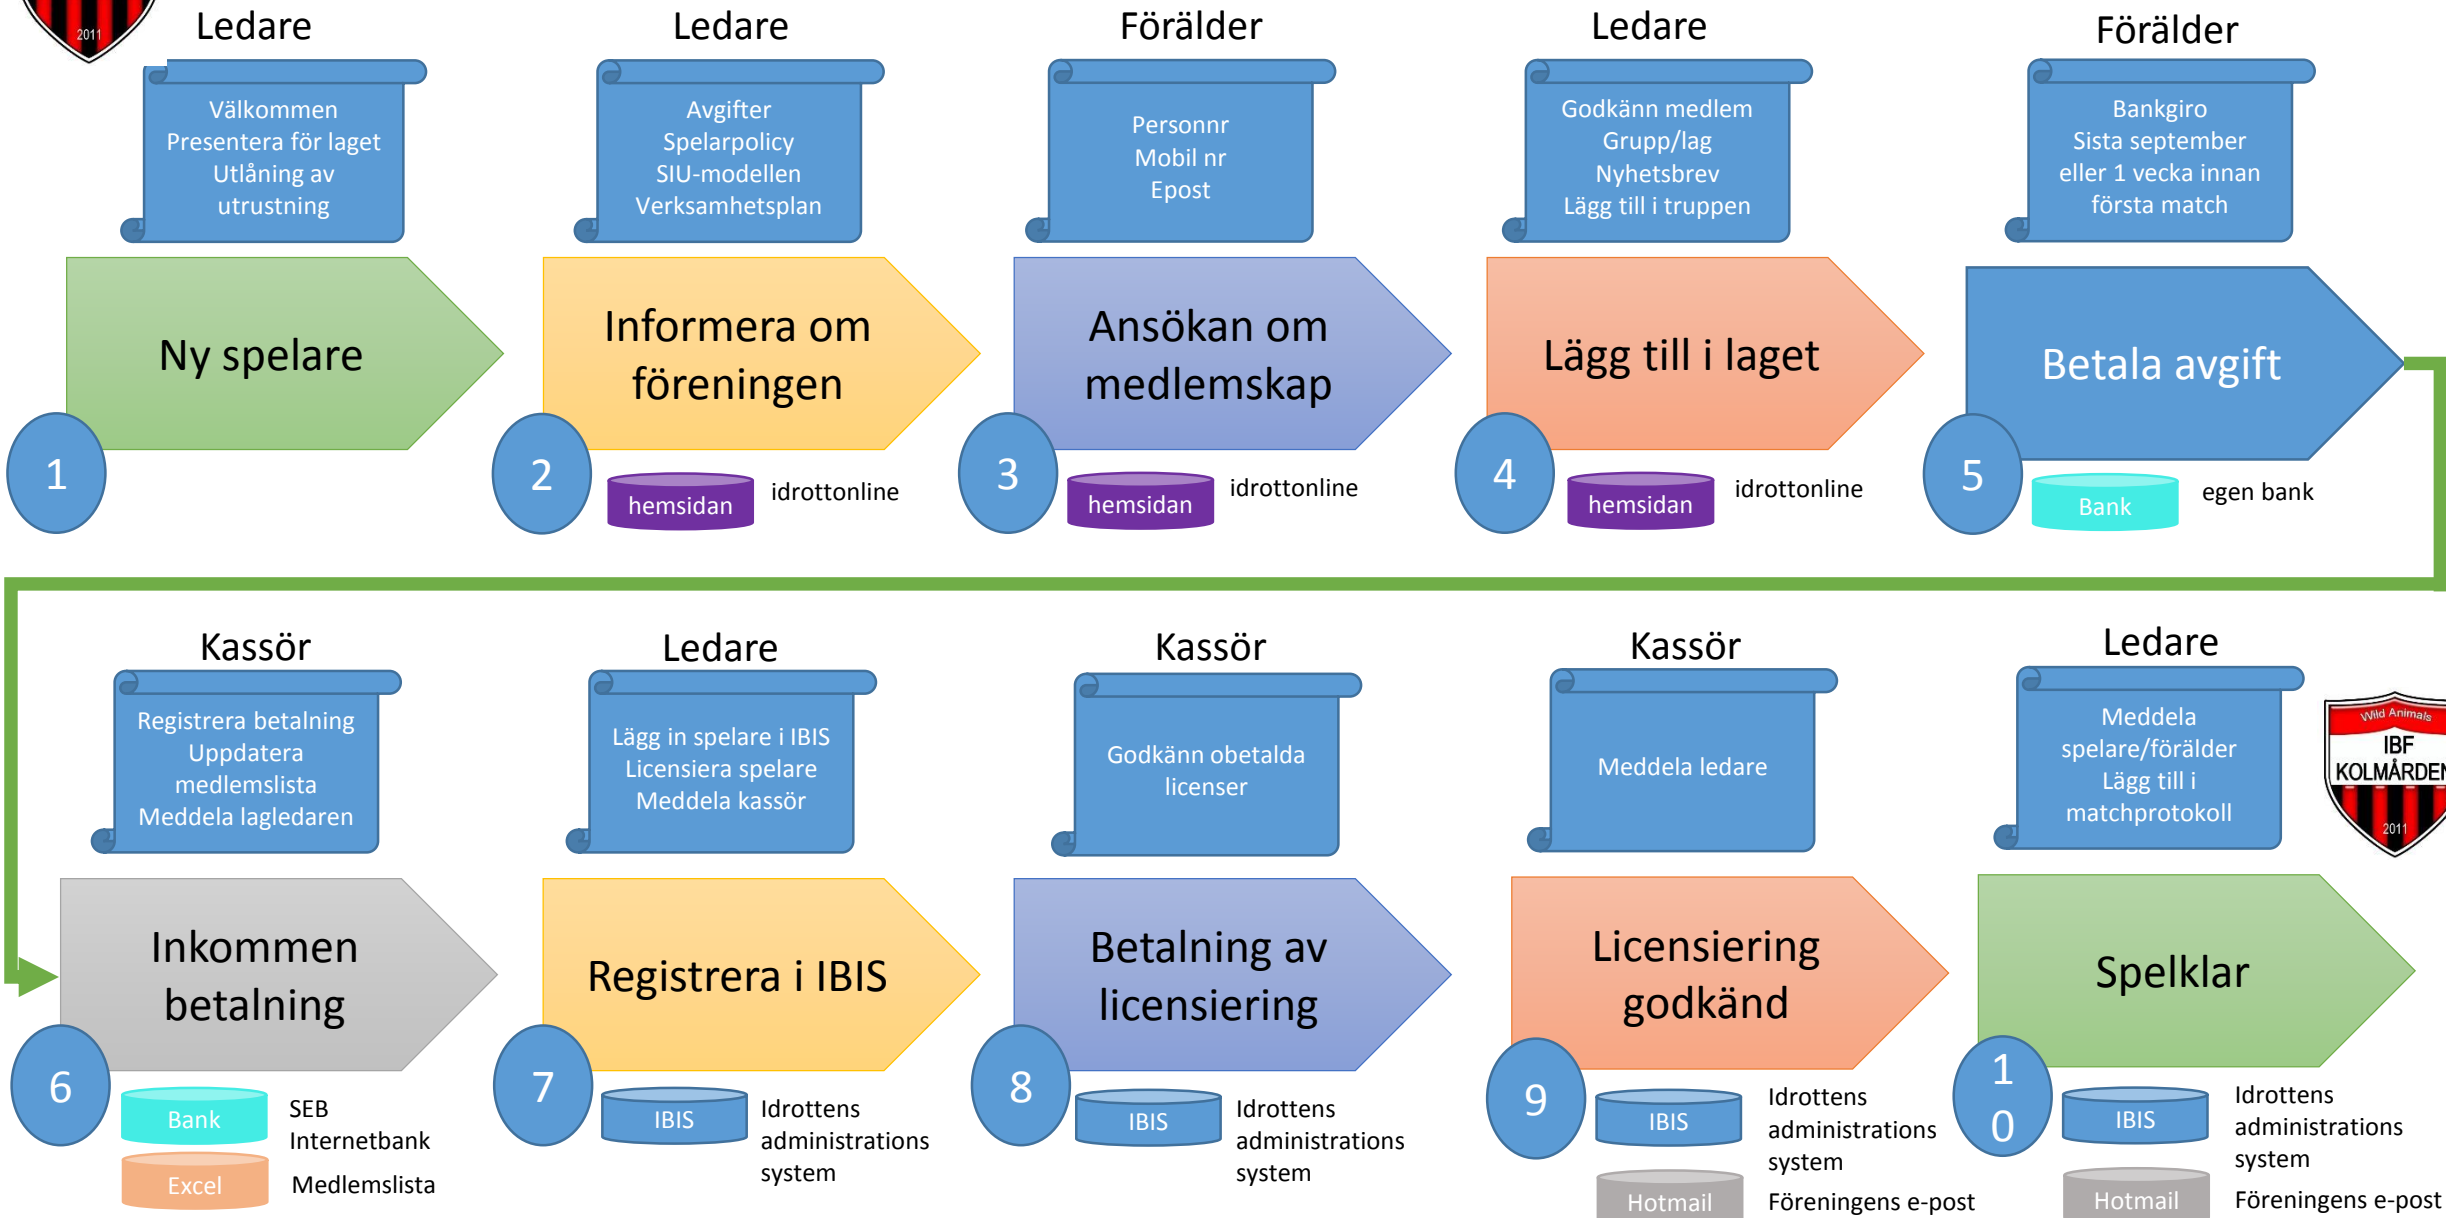 2011
Ledare
Ledare
Förälder
Ledare
Förälder
Välkommen
Presentera för laget
Utlåning av
utrustning
Avgifter
Spelarpolicy
SIU-modellen
Verksamhetsplan
Personnr
Mobil nr
Epost
Godkänn medlem
Grupp/lag
Nyhetsbrev
Lägg till i truppen
Bankgiro
Sista september
eller 1 vecka innan
första match
Ny spelare
Informera om
föreningen
Ansökan om
medlemskap
Lägg till i laget
Betala avgift
1
2
hemsidan
idrottonline
3
hemsidan
idrottonline
4
hemsidan
idrottonline
5
Bank
egen bank
Kassör
Ledare
Kassör
Kassör
Ledare
Registrera betalning
Uppdatera
medlemslista
Meddela lagledaren
Lägg in spelare i IBIS
Licensiera spelare
Meddela kassör
Godkänn obetalda
licenser
Meddela ledare
Meddela
spelare/förälder
Lägg till i
matchprotokoll
Wild Animals
IBF
KOLMÅRDEN
2011
Inkommen
betalning
Registrera i IBIS
Betalning av
licensiering
Licensiering
godkänd
Spelklar
6
Bank
SEB
Internetbank
Excel
Medlemslista
7
IBIS
Idrottens
administrations
system
8
IBIS
Idrottens
administrations
system
9
IBIS
Idrottens
administrations
system
Hotmail
Föreningens e-post
1
0
IBIS
Idrottens
administrations
system
Hotmail
Föreningens e-post